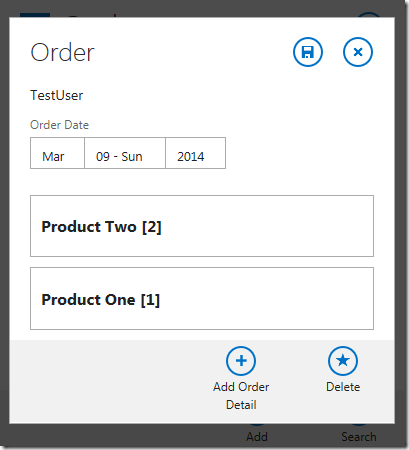 Order
TestUser
Order Date
Mar 09 - Sun 2014
Product Two [2]
Product One [1]
Add Order
Detail
Delete
Add
Search